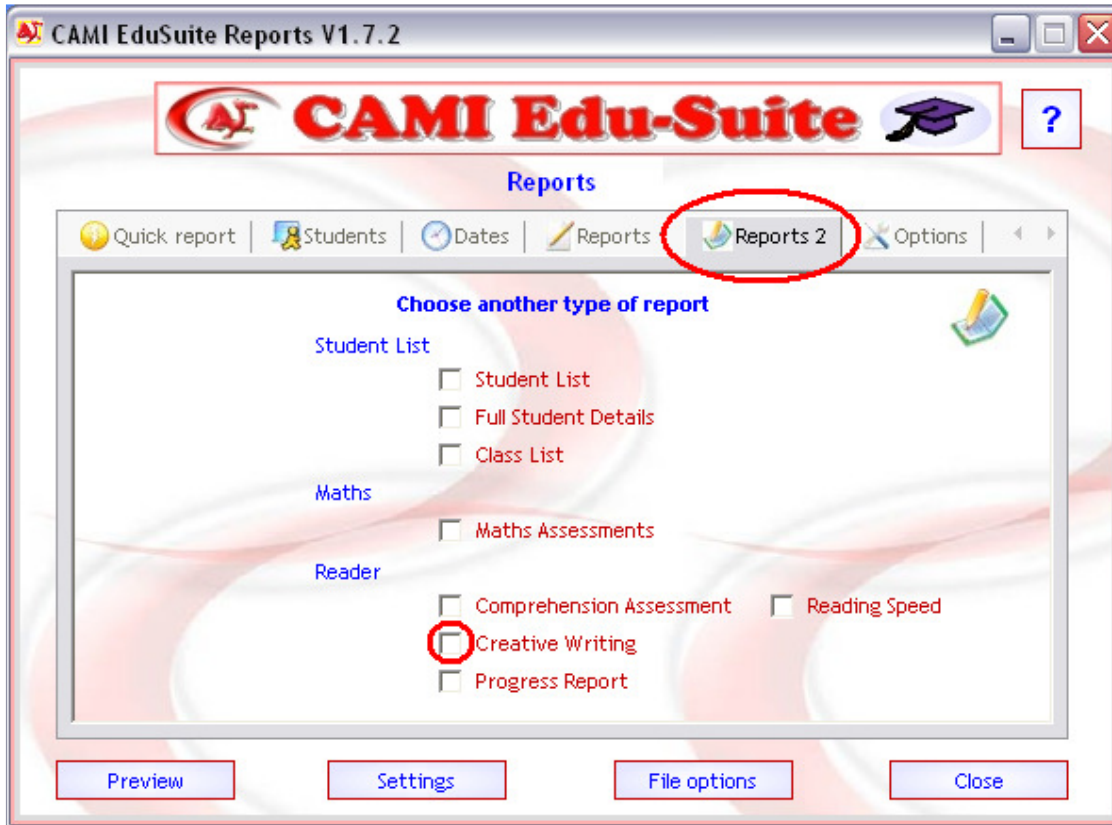 CAMI EduSuite Reports V1.7.2
CAMI Edu-Suite ?
Reports
Quick report Students Dates Reports Reports 2 Options
Choose another type of report
Student List
Student List
Full Student Details
Class List
Maths
Maths Assessments
Reader
Comprehension Assessment Reading Speed
Creative Writing
Progress Report
Preview Settings File options Close